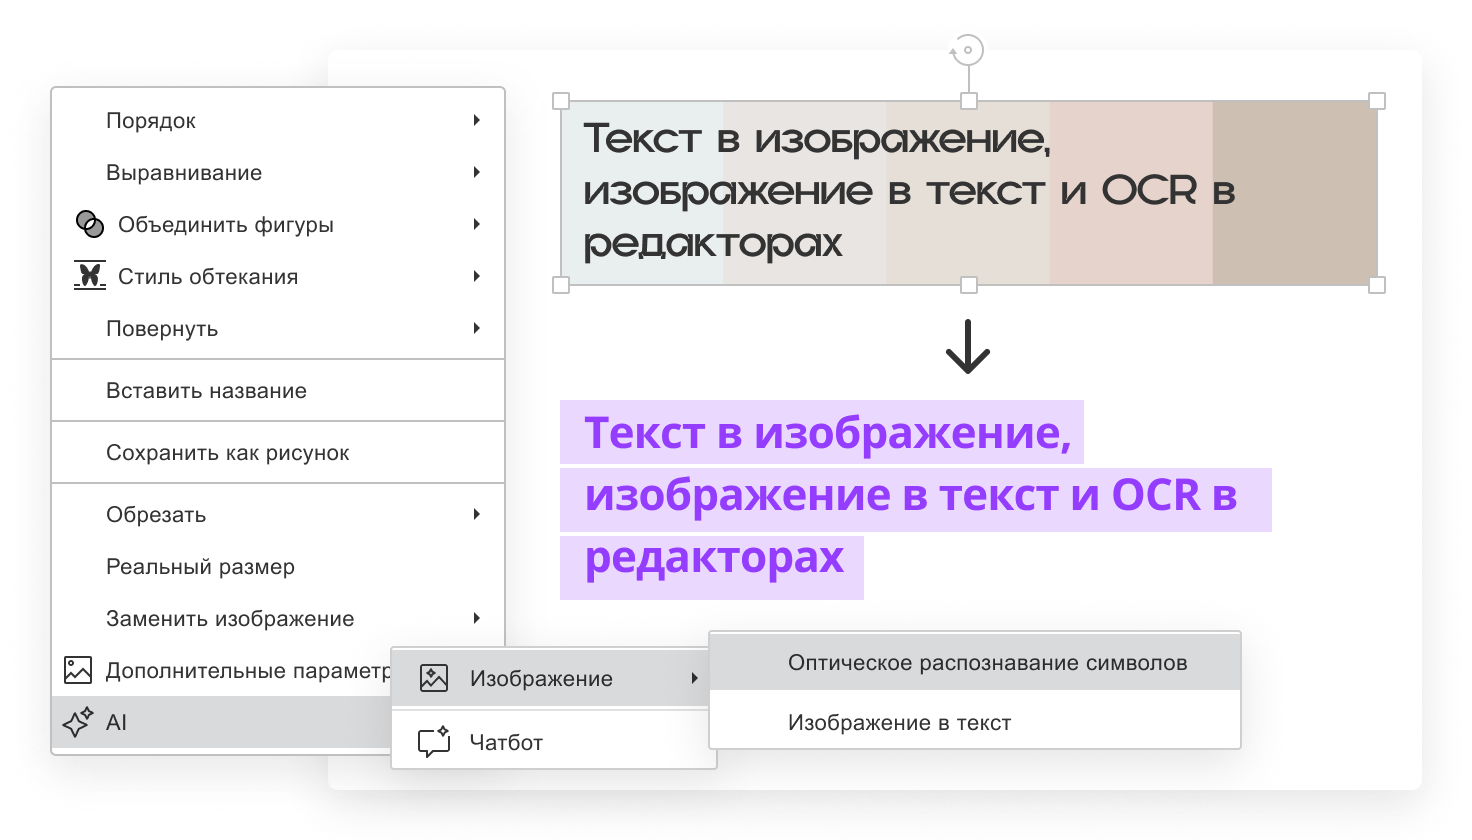 Порядок
Выравнивание
Объединить фигуры
Стиль обтекания
Повернуть
Вставить название
Сохранить как рисунок
Обрезать
Реальный размер
Заменить изображение
Дополнительные параметр
AI
Изображение
Чатбот
Оптическое распознавание символов
Изображение в текст
Текст в изображение,
изображение в текст и OCR в
редакторах
Текст в изображение,
изображение в текст и OCR в
редакторах